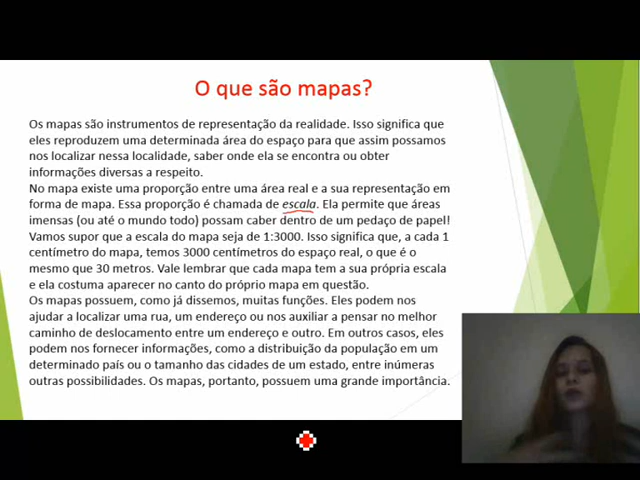 O que são mapas?
Os mapas são instrumentos de representação da realidade. Isso significa que
eles reproduzem uma determinada área do espaço para que assim possamos
nos localizar nessa localidade, saber onde ela se encontra ou obter
informações diversas a respeito.
No mapa existe uma proporção entre uma área real e a sua representação em
forma de mapa. Essa proporção é chamada de escala. Ela permite que áreas
imensas (ou até o mundo todo) possam caber dentro de um pedaço de papel!
Vamos supor que a escala do mapa seja de 1:3000. Isso significa que, a cada 1
centímetro do mapa, temos 3000 centímetros do espaço real, o que é o
mesmo que 30 metros. Vale lembrar que cada mapa tem a sua própria escala
e ela costuma aparecer no canto do próprio mapa em questão.
Os mapas possuem, como já dissemos, muitas funções. Eles podem nos
ajudar a localizar uma rua, um endereço ou nos auxiliar a pensar no melhor
caminho de deslocamento entre um endereço e outro. Em outros casos, eles
podem nos fornecer informações, como a distribuição da população em um
determinado país ou o tamanho das cidades de um estado, entre inúmeras
outras possibilidades. Os mapas, portanto, possuem uma grande importância.